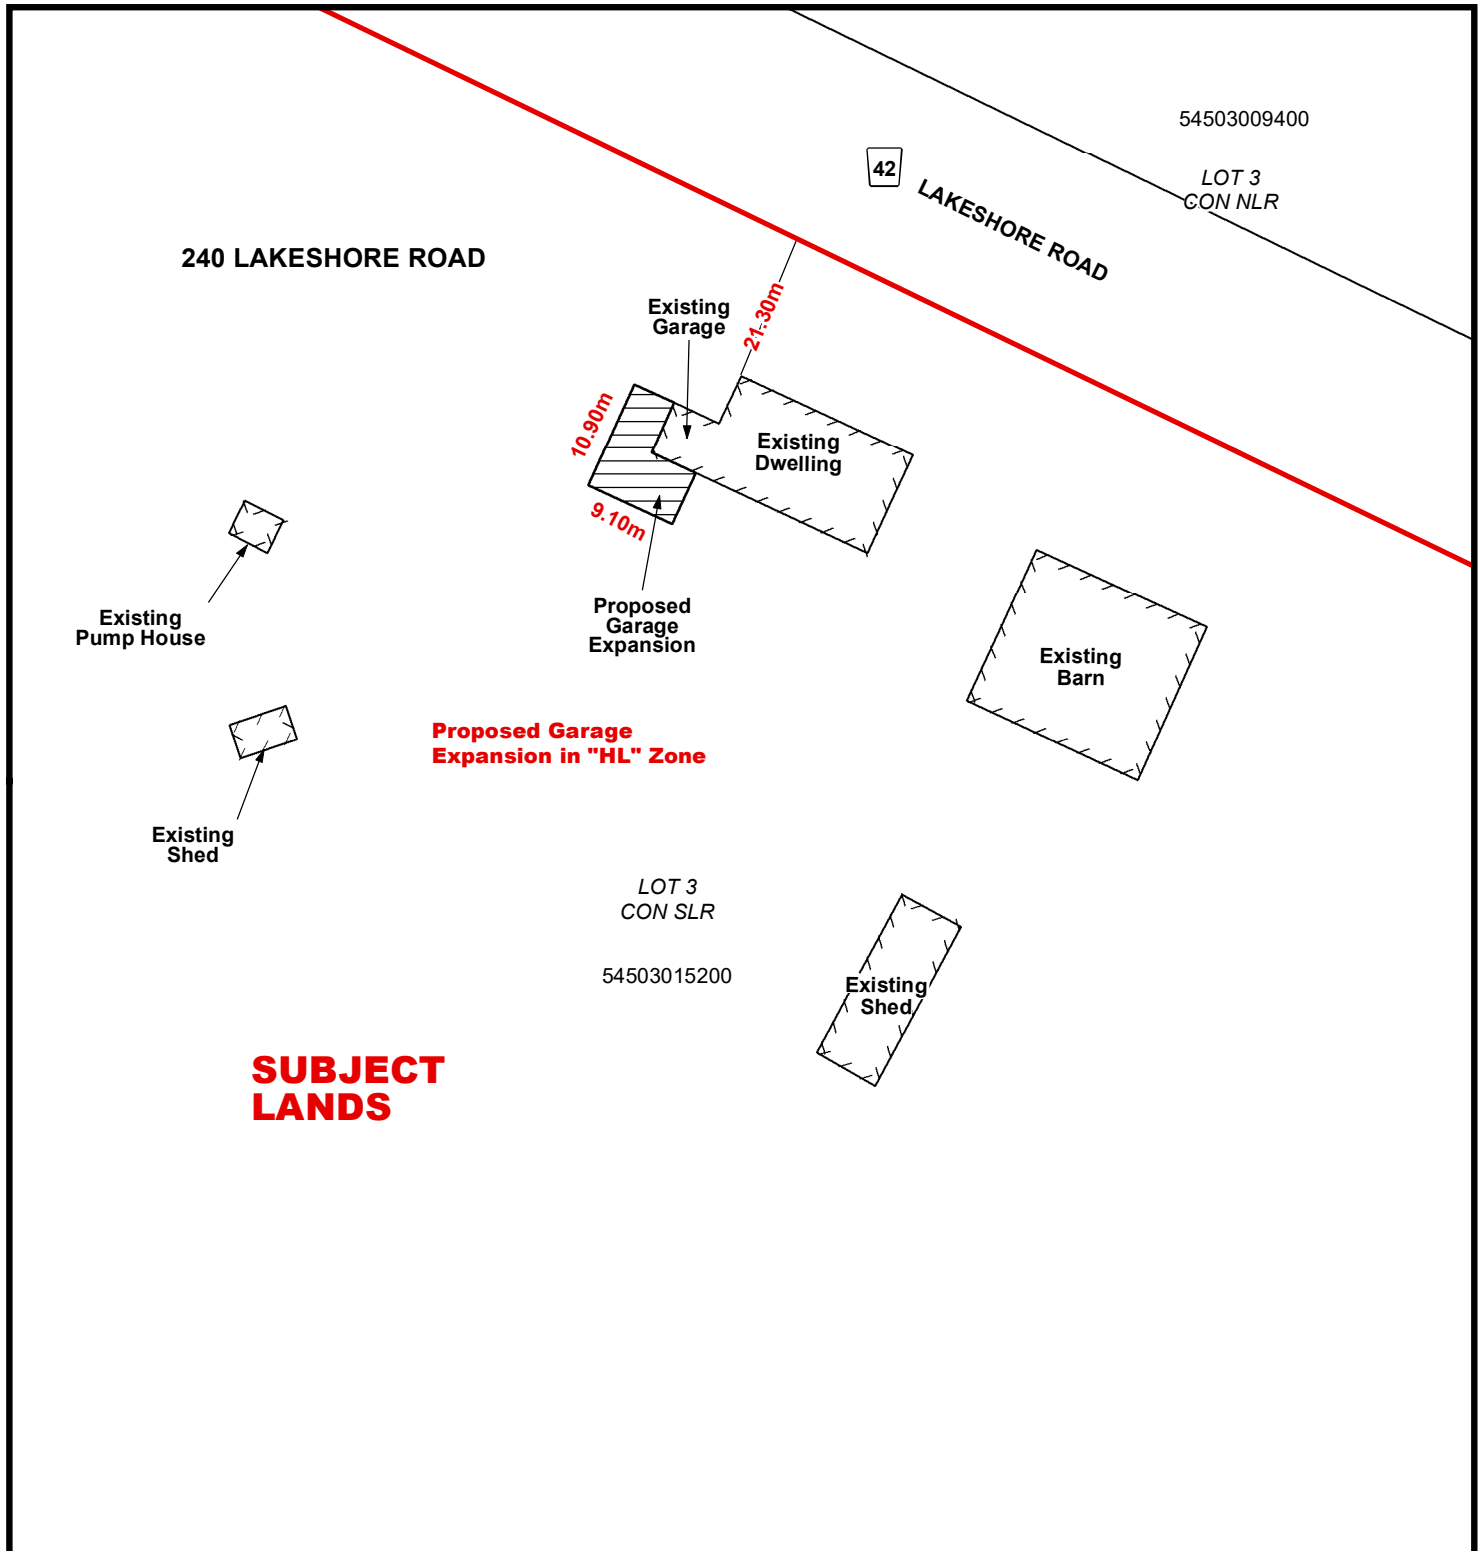 54503009400
42
LOT 3
CON NLR
LAKESHORE ROAD
240 LAKESHORE ROAD
Existing
Garage
21.30m
10.90m
Existing
Dwelling
9.10m
Existing
Pump House
Proposed
Garage
Expansion
Existing
Barn
Proposed Garage
Expansion in "HL" Zone
Existing
Shed
LOT 3
CON SLR
54503015200
Existing
Shed
SUBJECT
LANDS